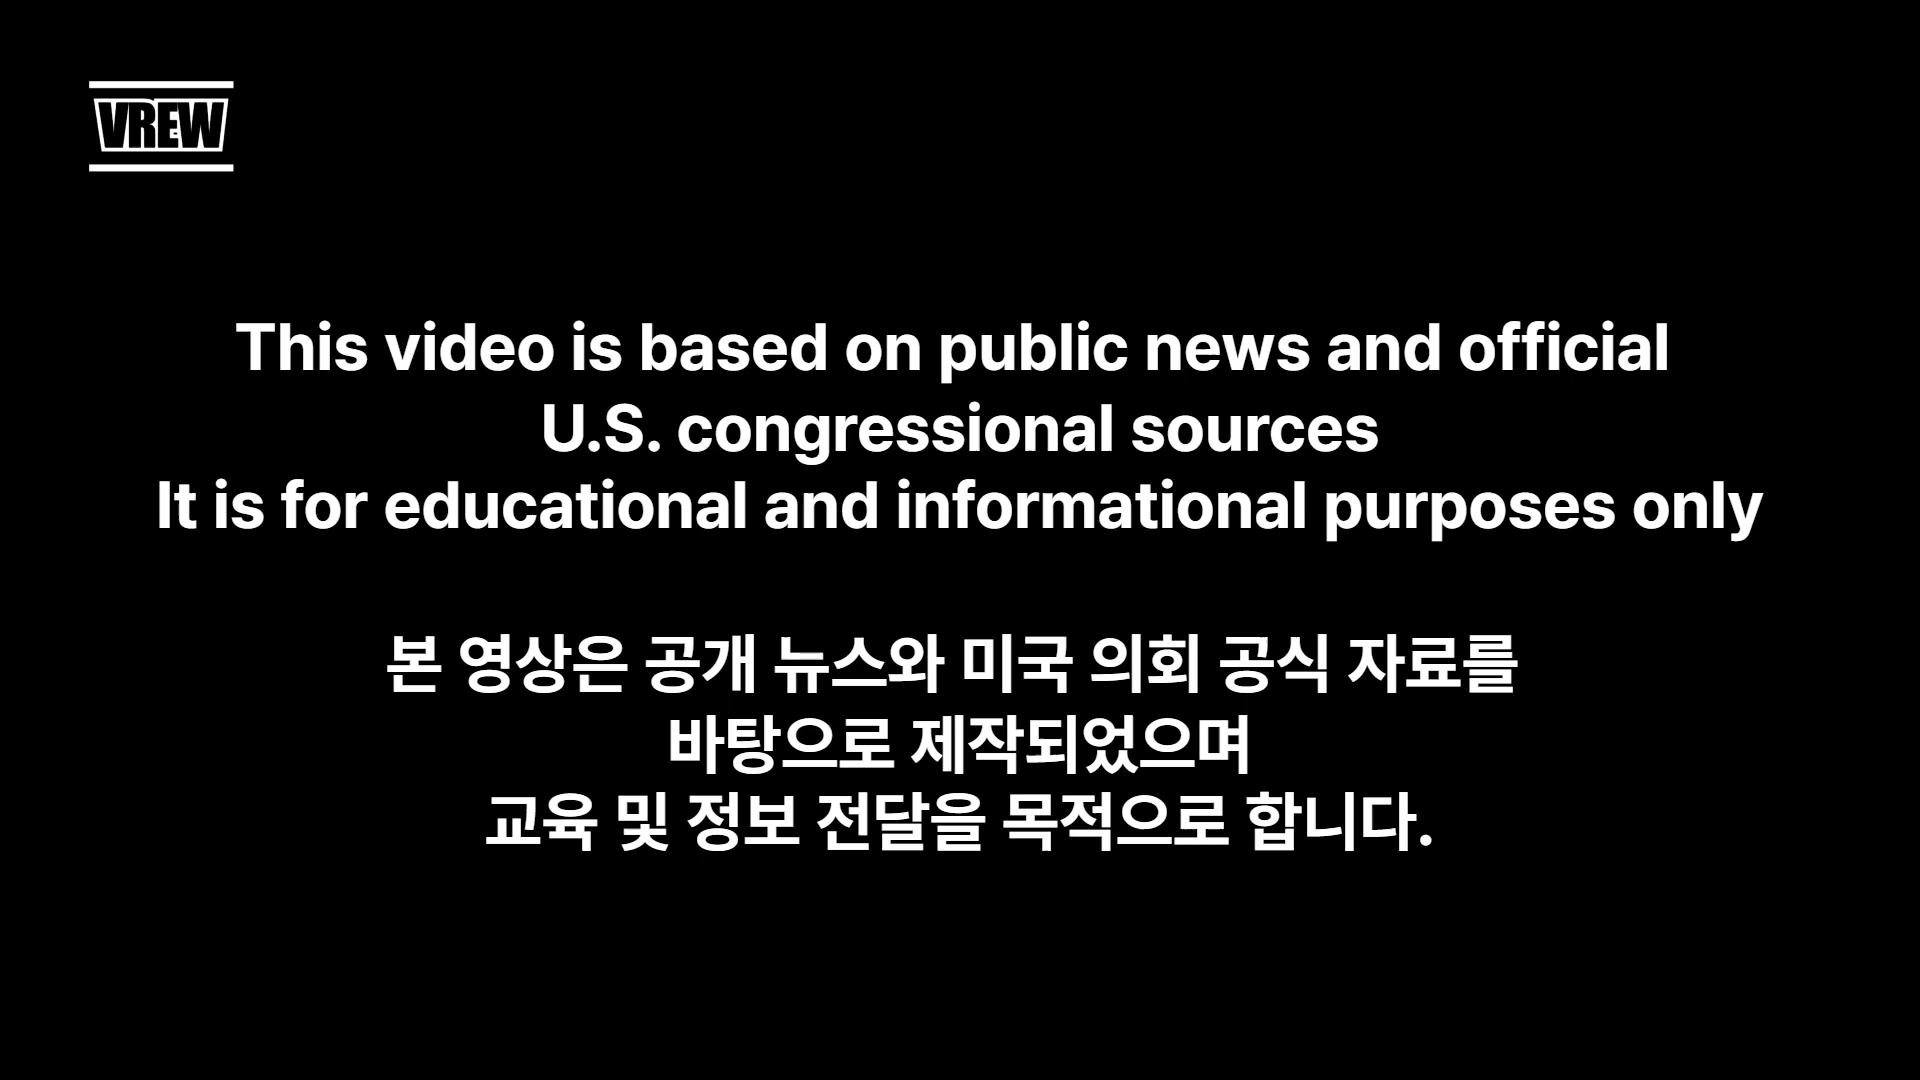 VREW
This video is based on public news and official
U.S. congressional sources
It is for educational and informational purposes only
본 영상은 공개 뉴스와 미국 의회 공식 자료를
바탕으로 제작되었으며
교육 및 정보 전달을 목적으로 합니다.